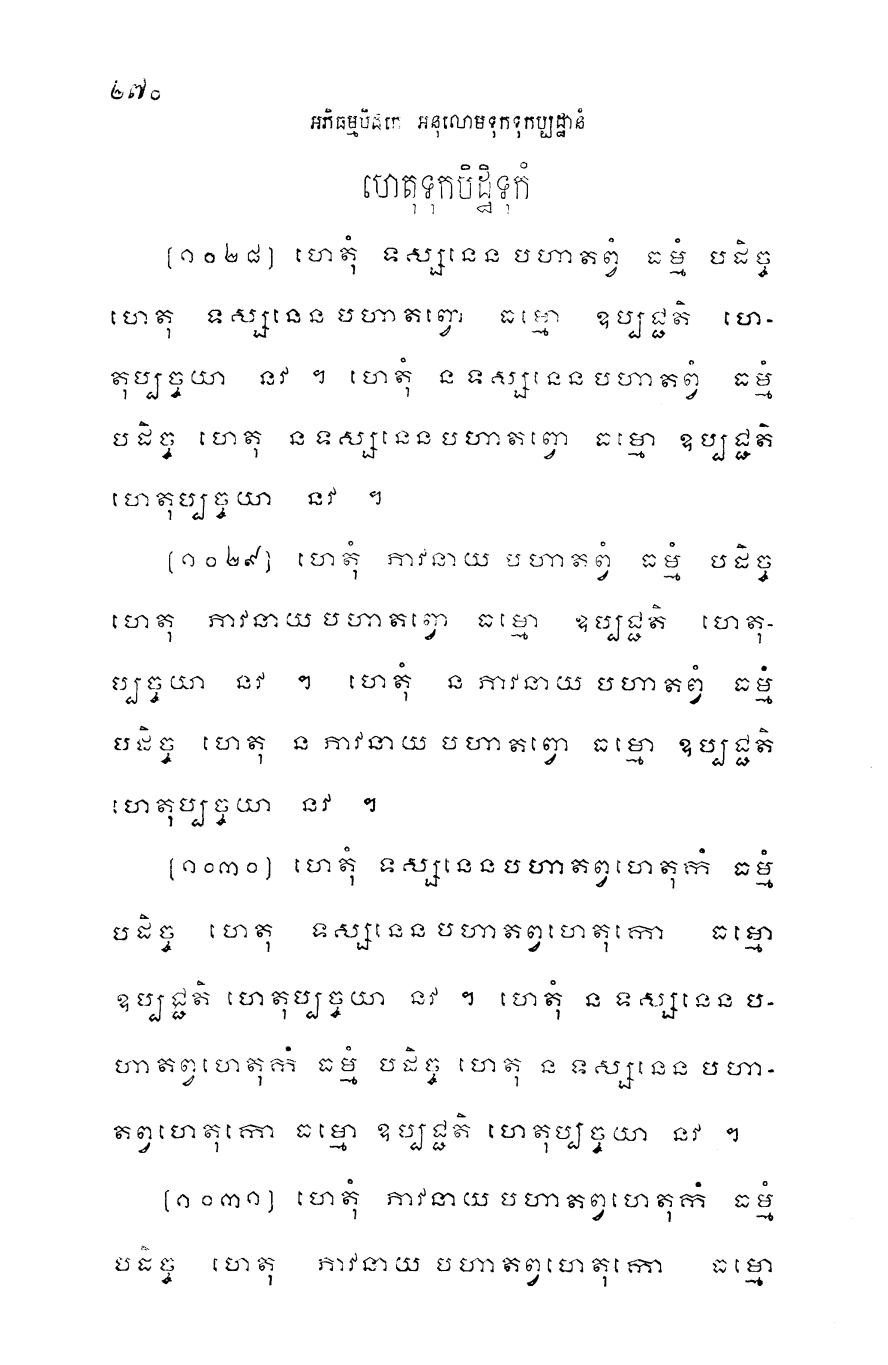 ២៧០
អភិធម្មបិដកេ អនុលោមទុកទុកប្បដ្ឋានំ
ហេតុទុកបិដ្ឋិទុកំ
[១០២៨] ហេតុំ ទស្សនេន បហាតព្វំ ធម្មំ បដិច្ច
ហេតុ ទស្សនេន បហាតព្វោ ធម្មោ ឧប្បជ្ជតិ ហេ-
តុប្បច្ចយា នវ ។ ហេតុំ ន ទស្សនេន បហាតព្វំ ធម្មំ
បដិច្ច ហេតុ ន ទស្សនេន បហាតព្វោ ធម្មោ ឧប្បជ្ជតិ
ហេតុប្បច្ចយា នវ ។
[១០២៩] ហេតុំ ភាវនាយ បហាតព្វំ ធម្មំ បដិច្ច
ហេតុ ភាវនាយ បហាតព្វោ ធម្មោ ឧប្បជ្ជតិ ហេតុ-
ប្បច្ចយា នវ ។ ហេតុំ ន ភាវនាយ បហាតព្វំ ធម្មំ
បដិច្ច ហេតុ ន ភាវនាយ បហាតព្វោ ធម្មោ ឧប្បជ្ជតិ
ហេតុប្បច្ចយា នវ ។
[១០៣០] ហេតុំ ទស្សនេន បហាតព្វហេតុកំ ធម្មំ
បដិច្ច ហេតុ ទស្សនេន បហាតព្វហេតុកោ ធម្មោ
ឧប្បជ្ជតិ ហេតុប្បច្ចយា នវ ។ ហេតុំ ន ទស្សនេន ប-
ហាតព្វហេតុកំ ធម្មំ បដិច្ច ហេតុ ន ទស្សនេន បហា-
តព្វហេតុកោ ធម្មោ ឧប្បជ្ជតិ ហេតុប្បច្ចយា នវ ។
[១០៣១] ហេតុំ ភាវនាយ បហាតព្វហេតុកំ ធម្មំ
បដិច្ច ហេតុ ភាវនាយ បហាតព្វហេតុកោ ធម្មោ